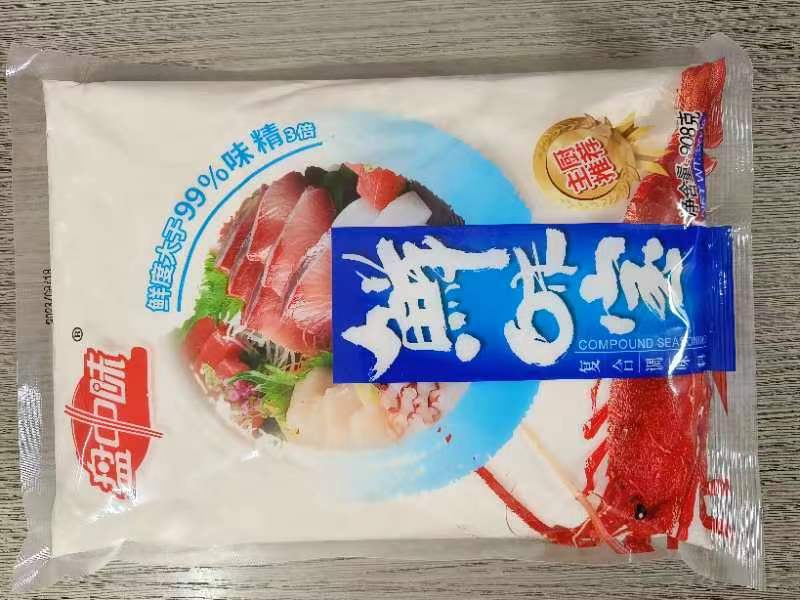 盘中味®
鲜度大于99%味精3倍
主厨
推荐
鲜味宝
COMPOUND SEASONING
复合调味料
净含量:908克